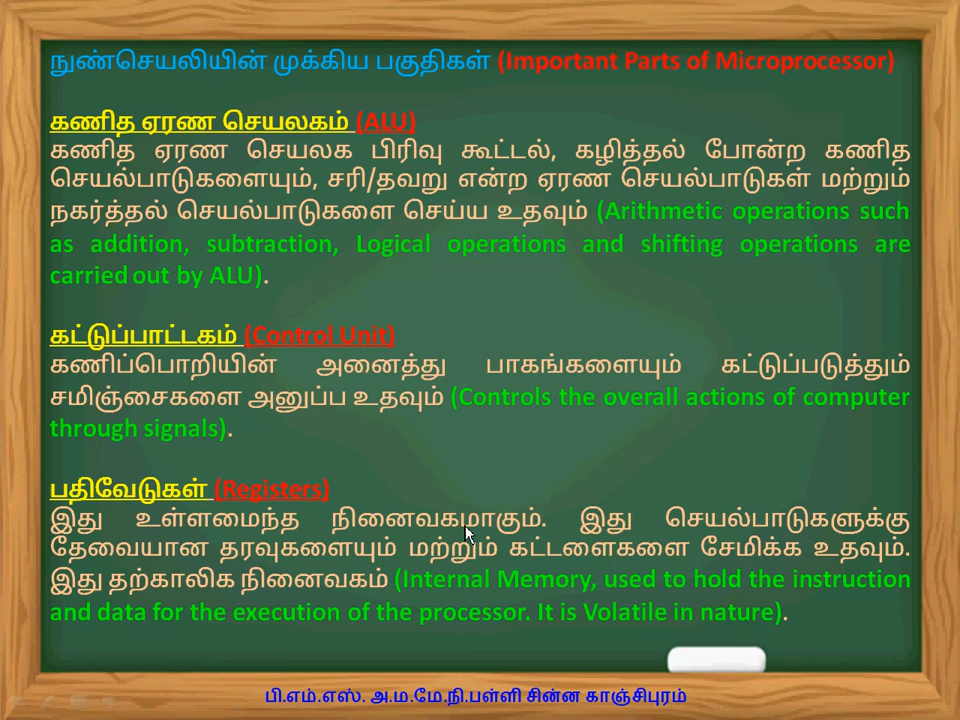 நுண்செயலியின் முக்கிய பகுதிகள் (Important Parts of Microprocessor)
கணித ஏரண செயலகம் (ALU)
கணித ஏரண செயலக பிரிவு கூட்டல், கழித்தல் போன்ற கணித
செயல்பாடுகளையும், சரி/தவறு என்ற ஏரண செயல்பாடுகள் மற்றும்
நகர்த்தல் செயல்பாடுகளை செய்ய உதவும் (Arithmetic operations such
as addition, subtraction, Logical operations and shifting operations are
carried out by ALU).
கட்டுப்பாட்டகம் (Control Unit)
கணிப்பொறியின் அனைத்து பாகங்களையும் கட்டுப்படுத்தும்
சமிஞ்சைகளை அனுப்ப உதவும் (Controls the overall actions of computer
through signals).
பதிவேடுகள் (Registers)
இது உள்ளமைந்த நினைவகமாகும். இது செயல்பாடுகளுக்கு
தேவையான தரவுகளையும் மற்றும் கட்டளைகளை சேமிக்க உதவும்.
இது தற்காலிக நினைவகம் (Internal Memory, used to hold the instruction
and data for the execution of the processor. It is Volatile in nature).
பி.எம்.எஸ். அ.ம.மே.நி.பள்ளி சின்ன காஞ்சிபுரம்